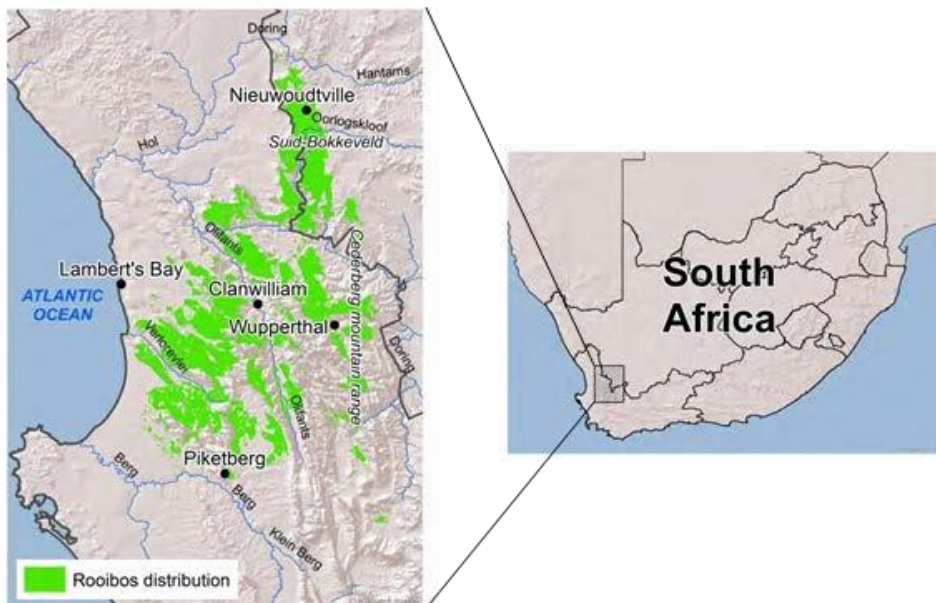 Doring
Hantams
Nieuwoudtville
Oorlogskloof
Suid-Bokkeveld
Hol
Olifants
Cederberg mountain range
Lambert's Bay
Clanwilliam
ATLANTIC
OCEAN
Wupperthal
Verlorevlei
Doring
Olifants
Piketberg
Berg
Berg
Klein Berg
Rooibos distribution
South
Africa